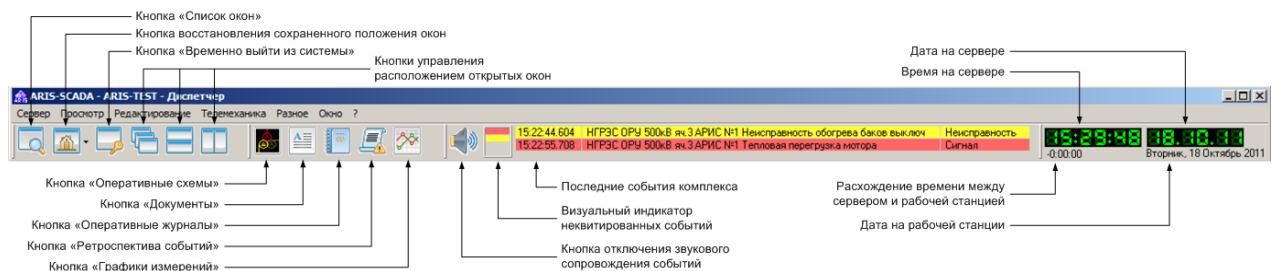 Кнопка «Список окон»
Кнопка восстановления сохраненного положения окон
Кнопка «Временно выйти из системы»
Кнопки управления
расположением открытых окон
Дата на сервере
Время на сервере
ARIS-SCADA - ARIS-TEST - Диспетчер
Сервер Просмотр Редактирование Телемеханика Разное Окно ?
15:22:44.604 НГРЭС ОРУ 500кВ яч.3 АРИС №1 Неисправность обогрева баков выключ Неисправность
15:22:55.708 НГРЭС ОРУ 500кВ яч.3 АРИС №1 Тепловая перегрузка мотора Сигнал
15:29:48 18.10.11
-0:00:00 Вторник, 18 Октябрь 2011
Кнопка «Оперативные схемы»
Кнопка «Документы»
Кнопка «Оперативные журналы»
Кнопка «Ретроспектива событий»
Кнопка «Графики измерений»
Последние события комплекса
Визуальный индикатор
неквитированных событий
Кнопка отключения звукового
сопровождения событий
Расхождение времени между
сервером и рабочей станцией
Дата на рабочей станции